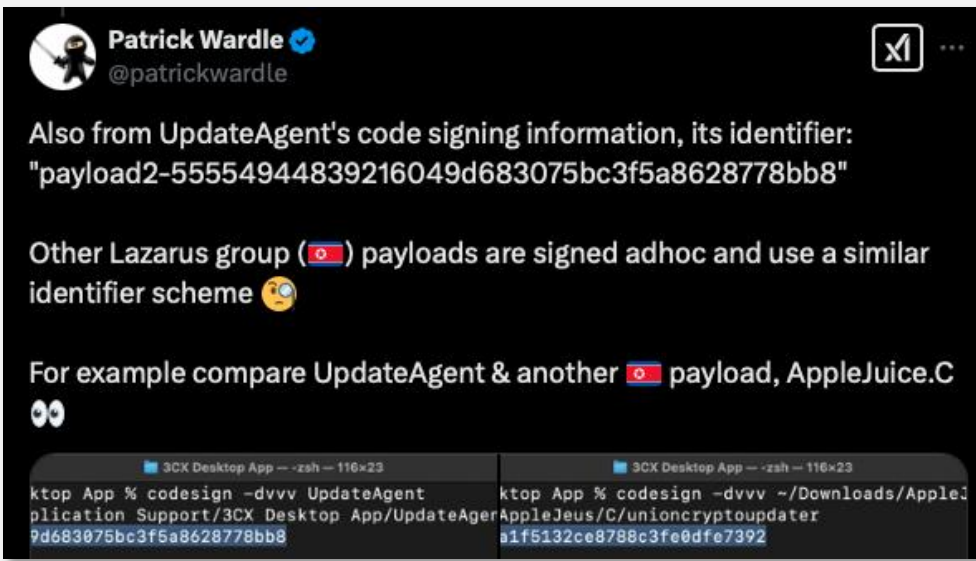 Patrick Wardle
@patrickwardle
Also from UpdateAgent's code signing information, its identifier:
"payload2-55554944839216049d683075bc3f5a8628778bb8"
Other Lazarus group (🇰🇵) payloads are signed adhoc and use a similar
identifier scheme 🧐
For example compare UpdateAgent & another 🇰🇵 payload, AppleJuice.C
👀
3CX Desktop App — -zsh — 116×23
ktop App % codesign -dvvv UpdateAgent
plication Support/3CX Desktop App/UpdateAgen
9d683075bc3f5a8628778bb8
3CX Desktop App — -zsh — 116×23
ktop App % codesign -dvvv ~/Downloads/AppleJ
AppleJeus/C/unioncryptoupdater
a1f5132ce8788c3fe0dfe7392